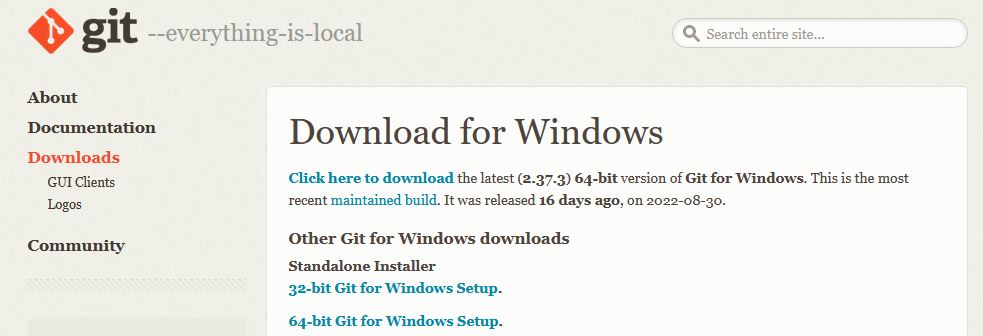 git --everything-is-local
Search entire site...
About
Documentation
Downloads
GUI Clients
Logos
Community
Download for Windows
Click here to download the latest (2.37.3) 64-bit version of Git for Windows. This is the most
recent maintained build. It was released 16 days ago, on 2022-08-30.
Other Git for Windows downloads
Standalone Installer
32-bit Git for Windows Setup.
64-bit Git for Windows Setup.